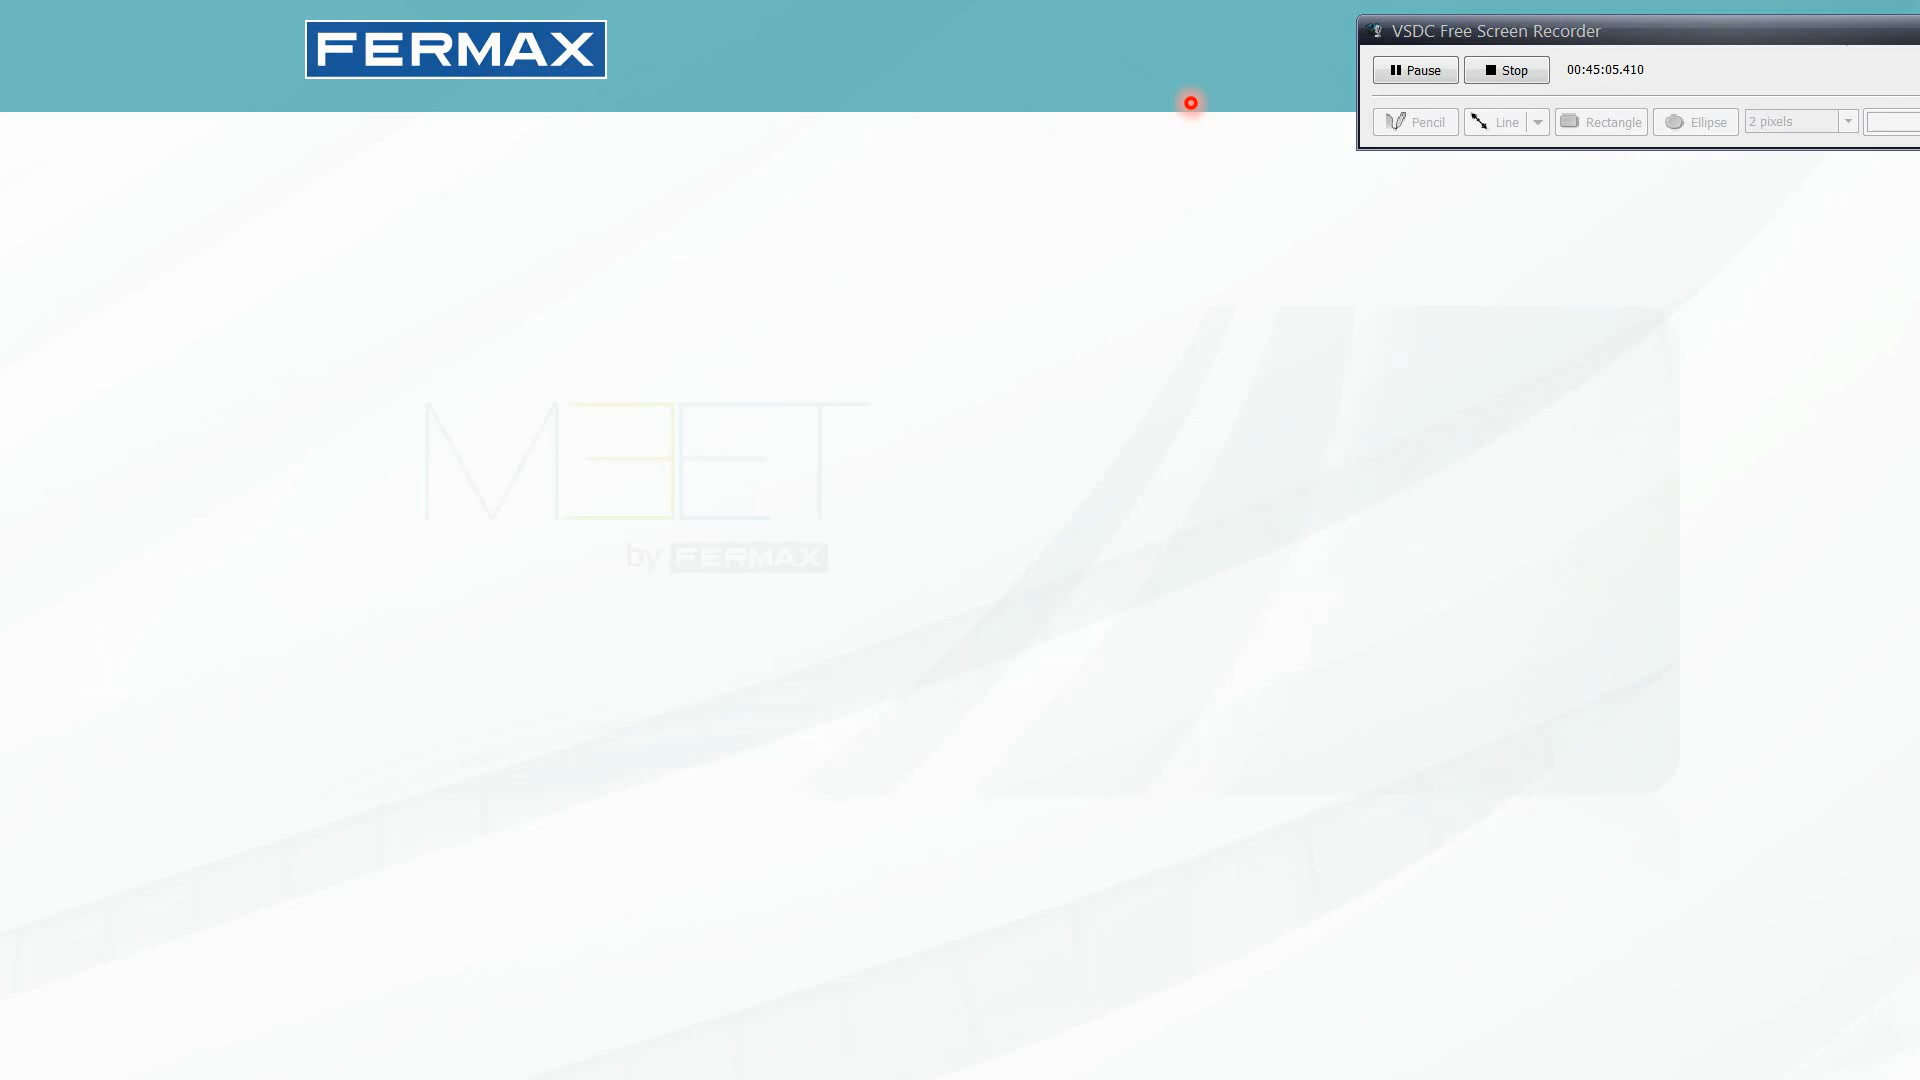 FERMAX
VSDC Free Screen Recorder
Pause
Stop
00:45:05.410
Pencil
Line
Rectangle
Ellipse
2 pixels
MEET
by FERMAX